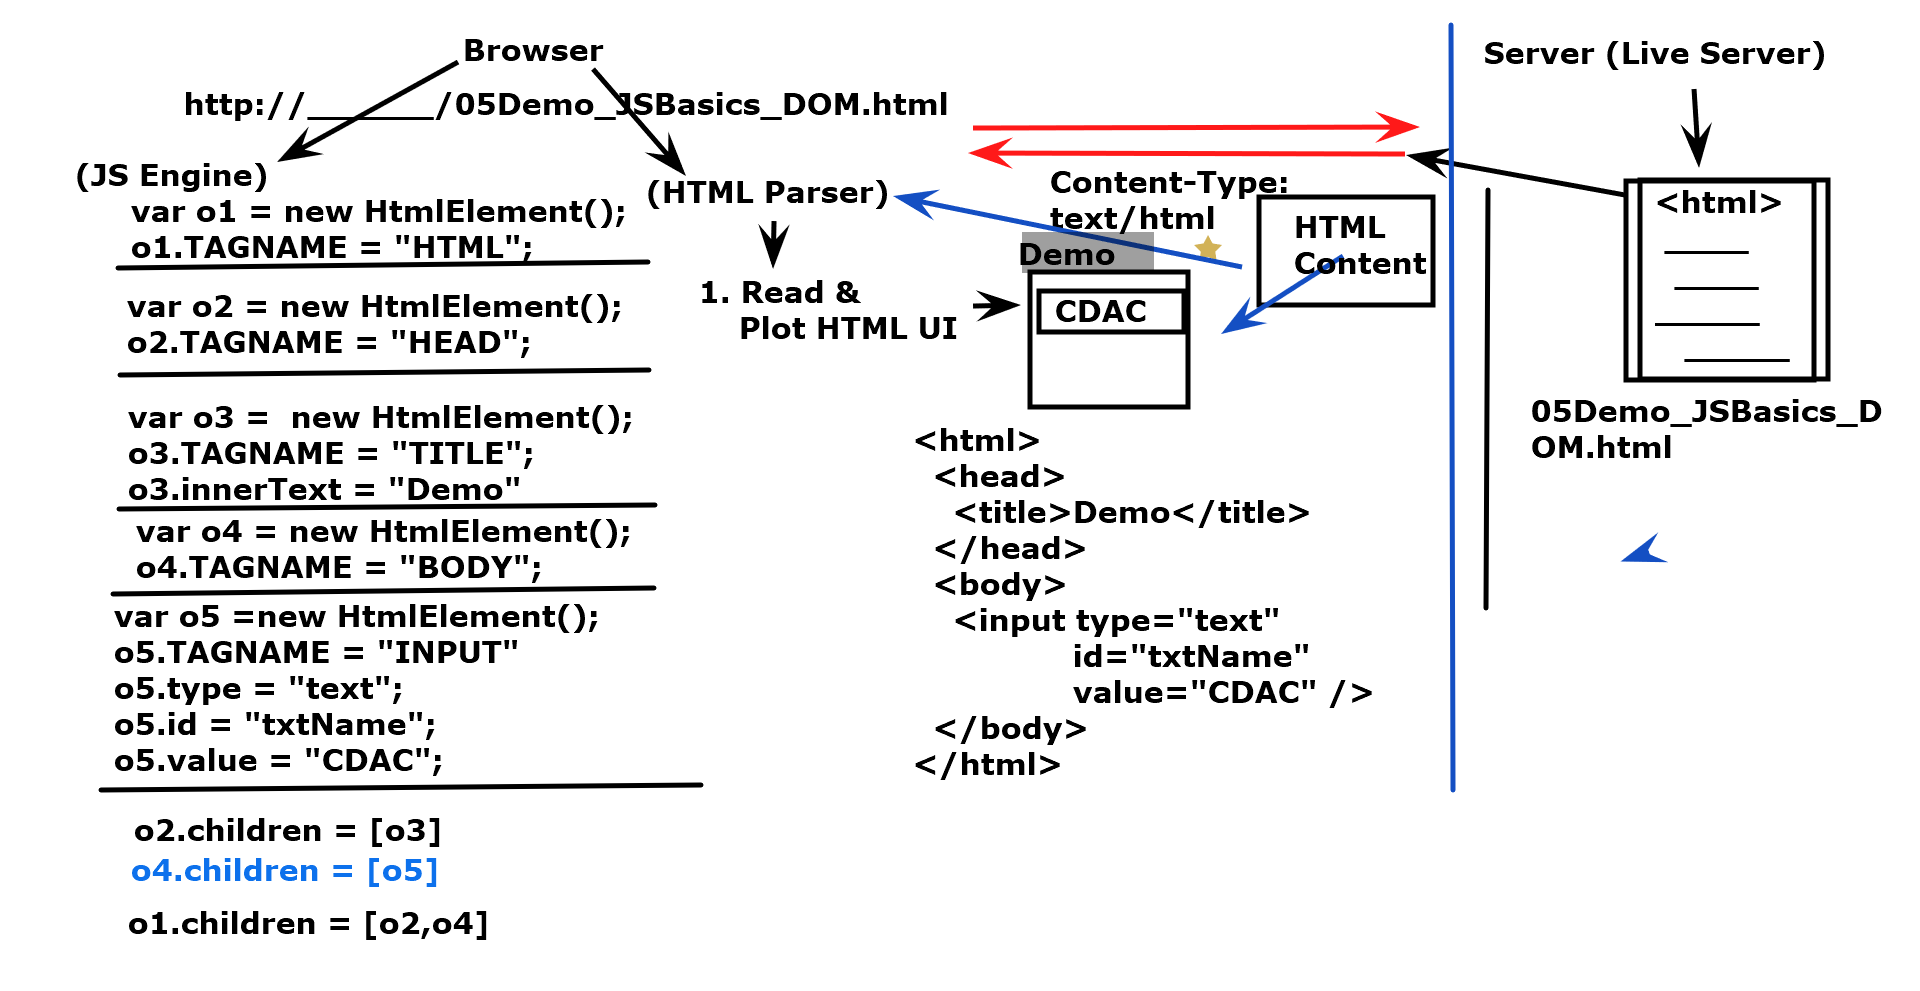 Browser
http://_______/05Demo_JSBasics_DOM.html
(JS Engine)
var o1 = new HtmlElement();
o1.TAGNAME = "HTML";
var o2 = new HtmlElement();
o2.TAGNAME = "HEAD";
var o3 =  new HtmlElement();
o3.TAGNAME = "TITLE";
o3.innerText = "Demo"
var o4 = new HtmlElement();
o4.TAGNAME = "BODY";
var o5 =new HtmlElement();
o5.TAGNAME = "INPUT"
o5.type = "text";
o5.id = "txtName";
o5.value = "CDAC";
o2.children = [o3]
o4.children = [o5]
o1.children = [o2,o4]
(HTML Parser)
1. Read &
Plot HTML UI
Content-Type:
text/html
Demo
CDAC
HTML
Content
<html>
<head>
<title>Demo</title>
</head>
<body>
<input type="text"
id="txtName"
value="CDAC" />
</body>
</html>
Server (Live Server)
<html>
05Demo_JSBasics_D
OM.html